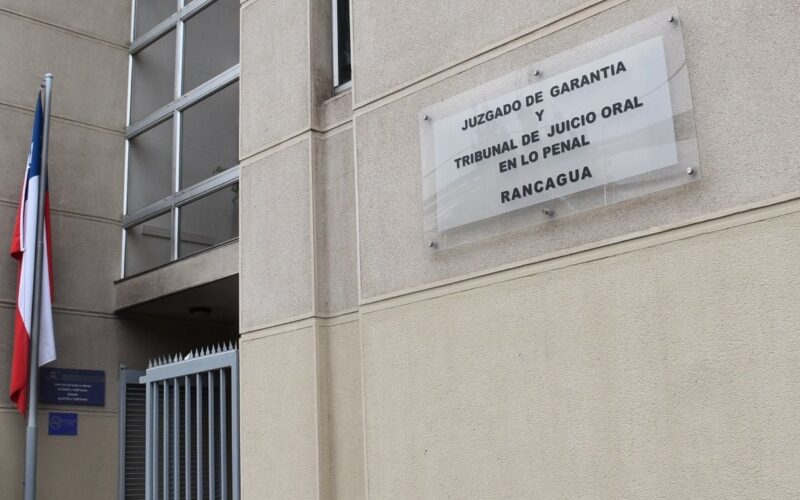 JUZGADO DE GARANTIA
Y
TRIBUNAL DE JUICIO ORAL
EN LO PENAL
RANCAGUA